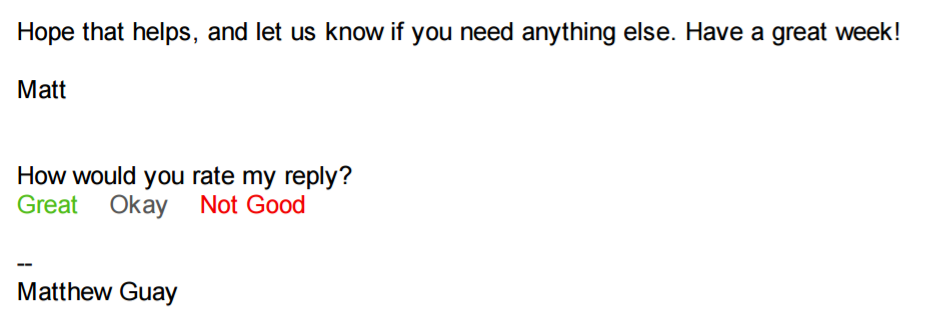 Hope that helps, and let us know if you need anything else. Have a great week!
Matt
How would you rate my reply?
Great Okay Not Good
--
Matthew Guay